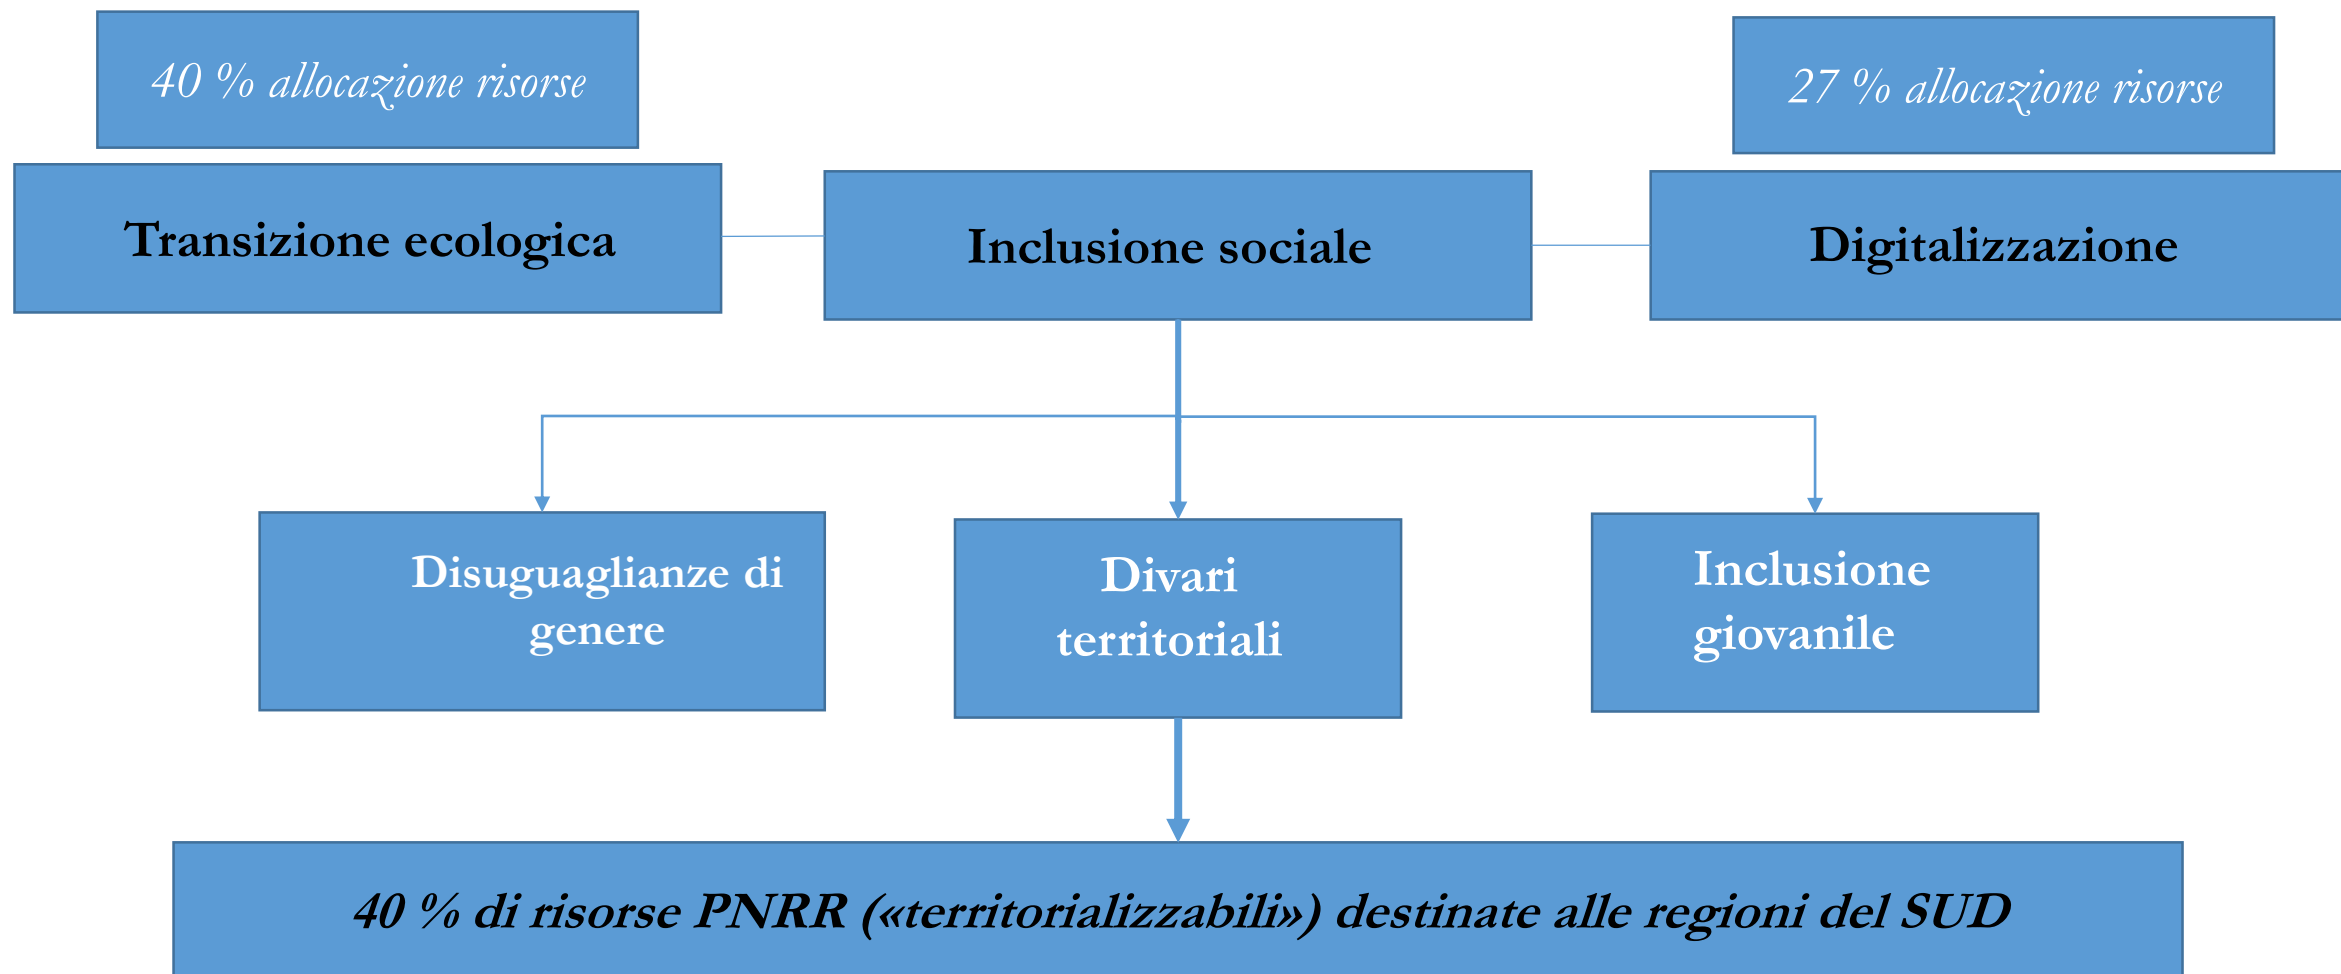 40 % allocazione risorse
27 % allocazione risorse
Transizione ecologica
Inclusione sociale
Digitalizzazione
Disuguaglianze di
genere
Divari
territoriali
Inclusione
giovanile
40 % di risorse PNRR («territorializzabili») destinate alle regioni del SUD